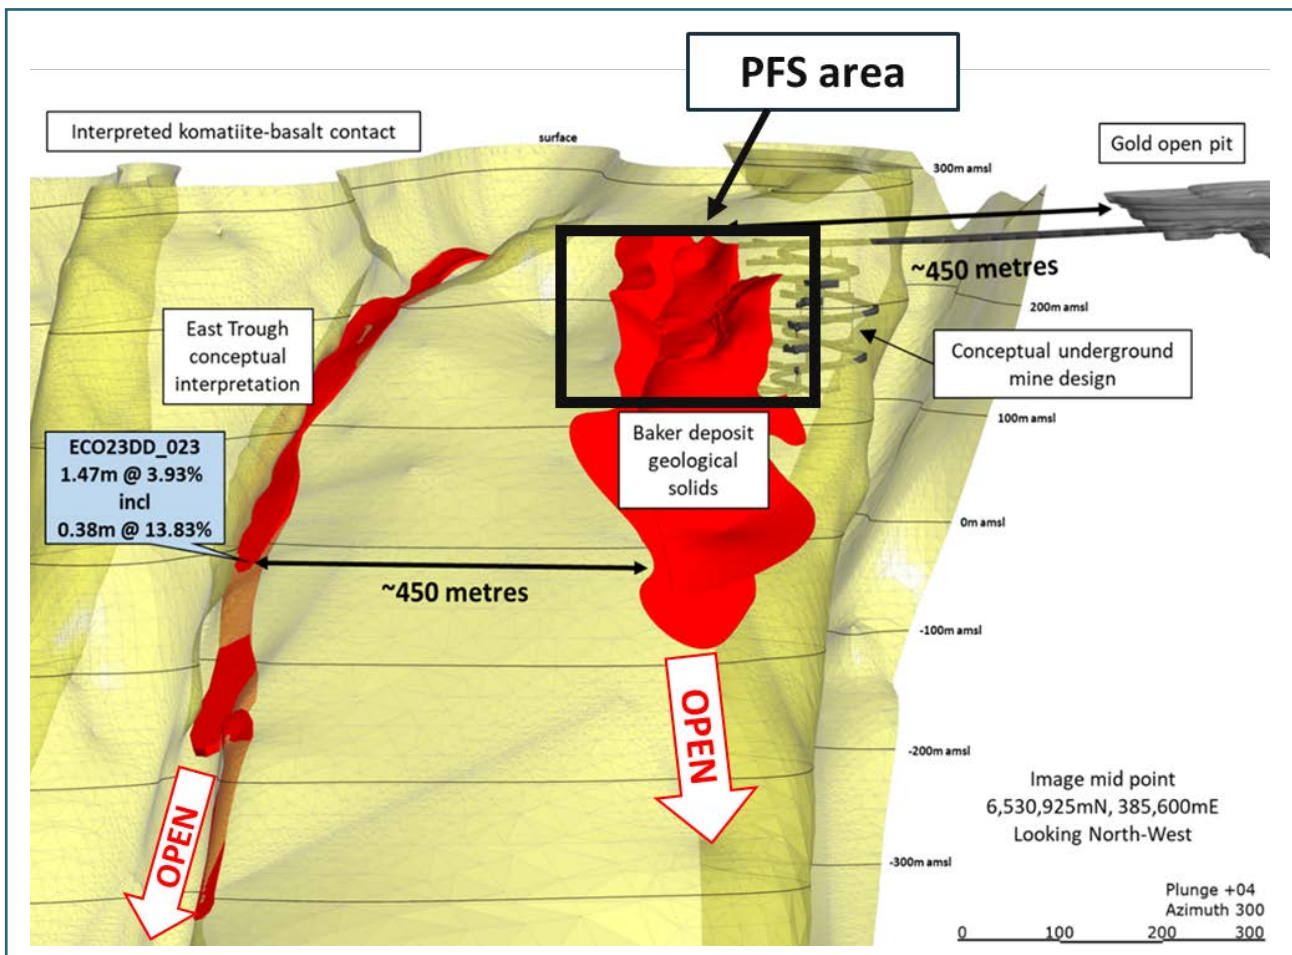 PFS area
Interpreted komatiite-basalt contact
surface
Gold open pit
300m amsl
~450 metres
200m amsl
East Trough
conceptual
interpretation
Conceptual underground
mine design
100m amsl
Baker deposit
geological
solids
ECO23DD_023
1.47m @ 3.93%
incl
0.38m @ 13.83%
0m amsl
~450 metres
-100m amsl
OPEN
-200m amsl
Image mid point
6,530,925mN, 385,600mE
Looking North-West
OPEN
-300m amsl
Plunge +04
Azimuth 300
0 100 200 300